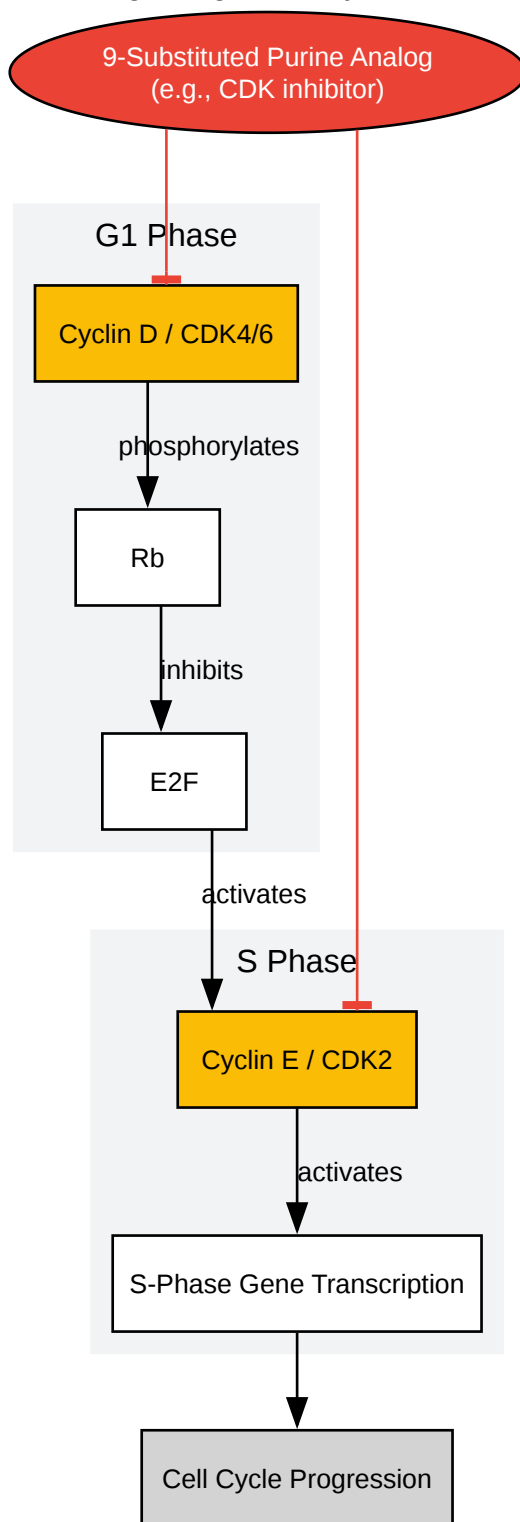 9-Substituted Purine Analog
(e.g., CDK inhibitor)
G1 Phase
Cyclin D / CDK4/6
phosphorylates
Rb
inhibits
E2F
activates
S Phase
Cyclin E / CDK2
activates
S-Phase Gene Transcription
Cell Cycle Progression